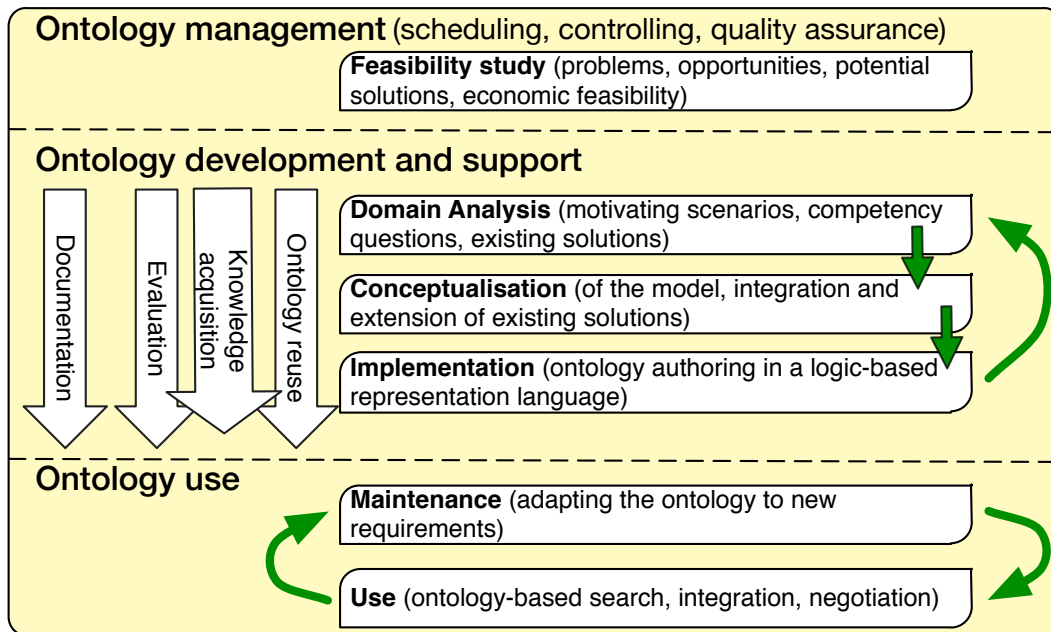 Ontology management (scheduling, controlling, quality assurance)
Feasibility study (problems, opportunities, potential
solutions, economic feasibility)
Ontology development and support
Documentation
Evaluation
Knowledge
acquisition
Ontology reuse
Domain Analysis (motivating scenarios, competency
questions, existing solutions)
Conceptualisation (of the model, integration and
extension of existing solutions)
Implementation (ontology authoring in a logic-based
representation language)
Ontology use
Maintenance (adapting the ontology to new
requirements)
Use (ontology-based search, integration, negotiation)